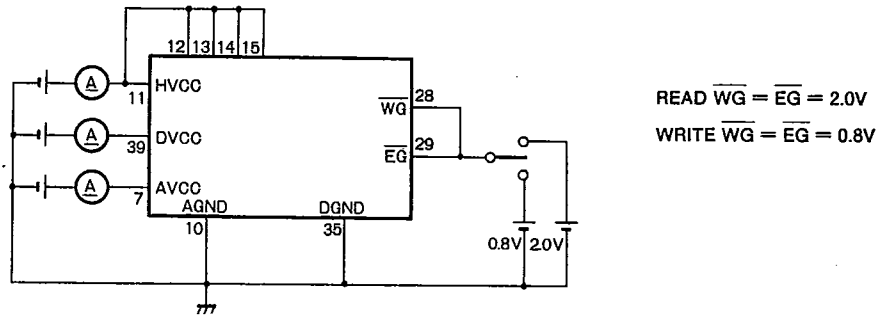 12 13 14 15
A HVCC
11
A DVCC
39
A AVCC
7
AGND
10
DGND
35
WG 28
EG 29
0.8V 2.0V
READ WG = EG = 2.0V
WRITE WG = EG = 0.8V